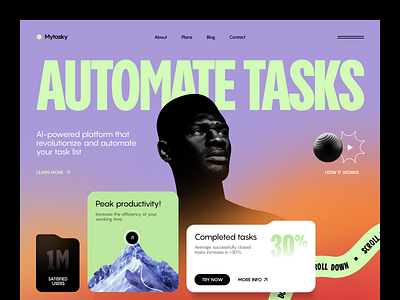 Mytasky
About
Plans
Blog
Contact
AUTOMATE TASKS
AI-powered platform that
revolutionize and automate
your task list
LEARN MORE
HOW IT WORKS
Peak productivity!
Increase the efficiency of your
working time.
1M
SATISFIED
USERS
Completed tasks
Average successfully closed
tasks increase is +30%.
30%
TRY NOW
MORE INFO
SCROLL DOWN
SCROLL